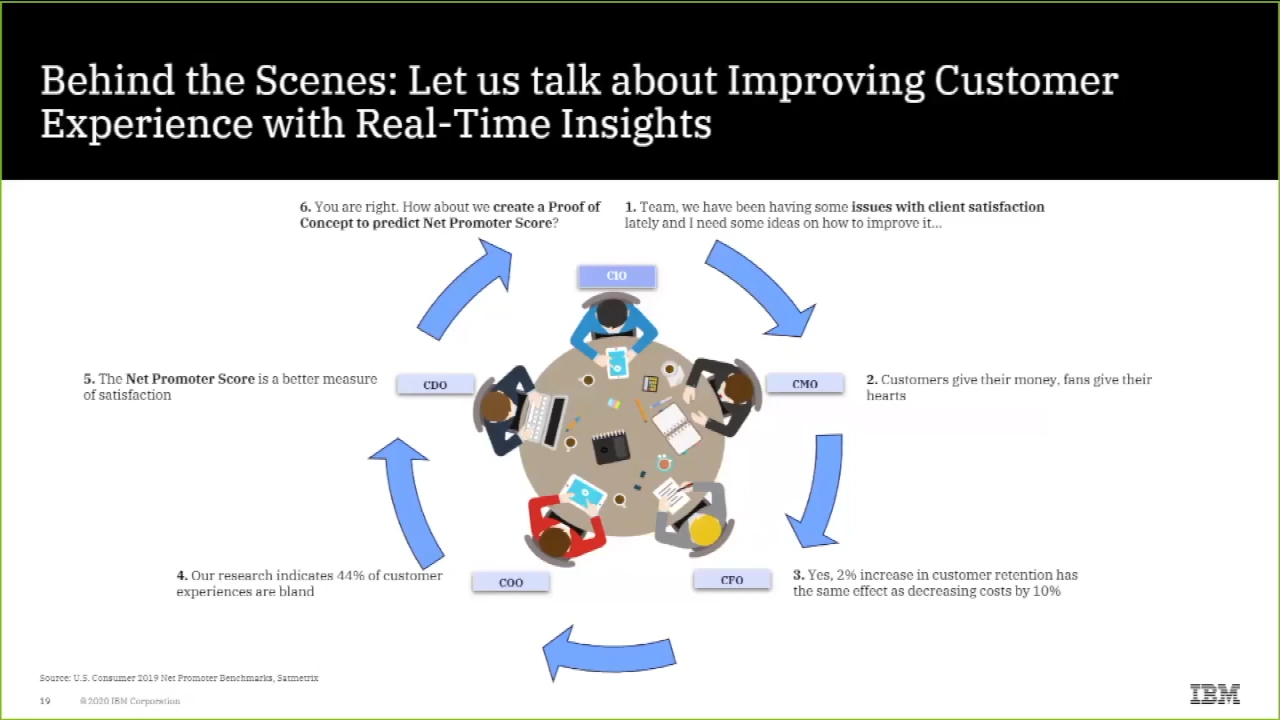 Behind the Scenes: Let us talk about Improving Customer
Experience with Real-Time Insights
6. You are right. How about we create a Proof of
Concept to predict Net Promoter Score?
1. Team, we have been having some issues with client satisfaction
lately and I need some ideas on how to improve it...
CIO
5. The Net Promoter Score is a better measure
of satisfaction
CDO
CMO
2. Customers give their money, fans give their
hearts
4. Our research indicates 44% of customer
experiences are bland
COO
CFO
3. Yes, 2% increase in customer retention has
the same effect as decreasing costs by 10%
Source: U.S. Consumer 2019 Net Promoter Benchmarks, Satmetrix
19 © 2020 IBM Corporation
IBM